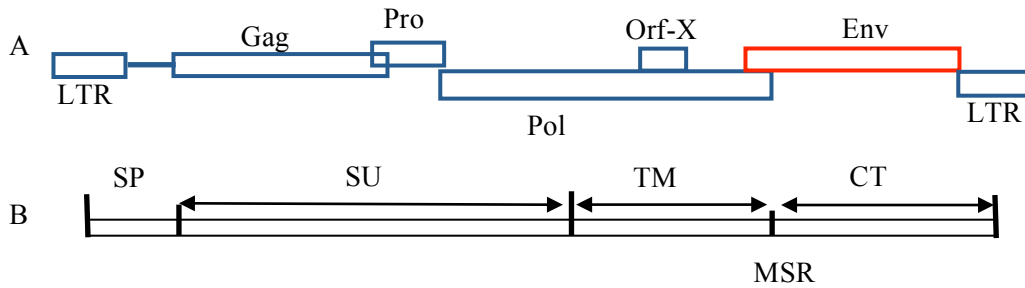 A
LTR
Gag
Pro
Pol
Orf-X
Env
LTR
B
SP
SU
TM
CT
MSR